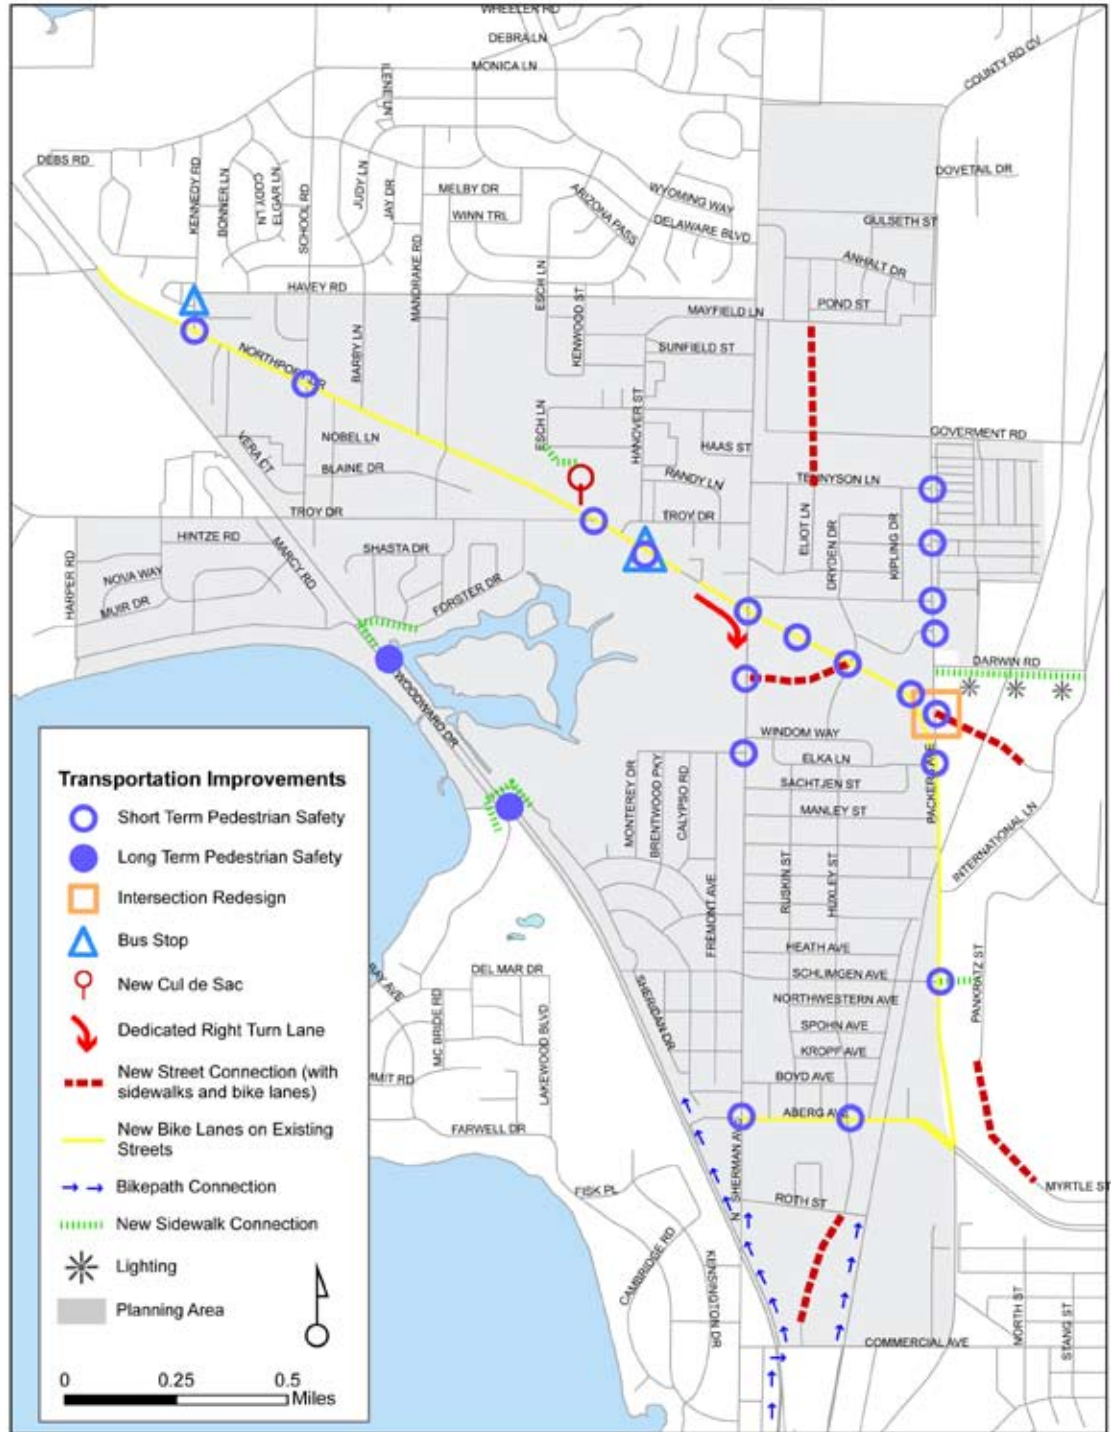 WHEELER RD
DEBRA LN
MONICA LN
COUNTY RD CV
ILENE LN
DEBS RD
KENNEDY RD
BONNER LN
CODY LN
ELGAR LN
SCHOOL RD
JUDY LN
JAY DR
MELBY DR
WINN TRL
ARIZONA PASS
WYOMING WAY
DELAWARE BLVD
DOVETAIL DR
GULSETH ST
ANHALT DR
POND ST
MANDRAKE RD
HAVEY RD
ESCH LN
KENWOOD ST
MAYFIELD LN
SUNFIELD ST
BARBY LN
NORTHPORT DR
NOBEL LN
VERA CT
BLAINE DR
ESCH LN
HANOVER ST
HAAS ST
GOVERMENT RD
RANDY LN
TENNYSON LN
TROY DR
TROY DR
ELIOT LN
DRYDEN DR
KIPLING DR
HARPER RD
HINTZE RD
MARCY RD
SHASTA DR
NOVA WAY
MUIR DR
FORSTER DR
DARWIN RD
WOODWARD DR
WINDOM WAY
ELKA LN
SACHTJEN ST
MANLEY ST
PACKERS AVE
MONTEREY DR
BRENTWOOD PKY
CALYPSO RD
INTERNATIONAL LN
RUSKIN ST
HUXLEY ST
FREMONT AVE
HEATH AVE
SCHLIMGEN AVE
NORTHWESTERN AVE
PANKRATZ ST
SPOHN AVE
KROPF AVE
BOYD AVE
ABERG AVE
SHERIDAN DR
RAY AVE
DEL MAR DR
MC BRIDE RD
LAKEWOOD BLVD
MMIT RD
FARWELL DR
FISK PL
N SHERMAN AVE
ROTH ST
MYRTLE ST
CAMBRIDGE RD
KENSINGTON DR
COMMERCIAL AVE
NORTH ST
STANG ST
Transportation Improvements
Short Term Pedestrian Safety
Long Term Pedestrian Safety
Intersection Redesign
Bus Stop
New Cul de Sac
Dedicated Right Turn Lane
New Street Connection (with
sidewalks and bike lanes)
New Bike Lanes on Existing
Streets
Bikepath Connection
New Sidewalk Connection
Lighting
Planning Area
0 0.25 0.5
Miles